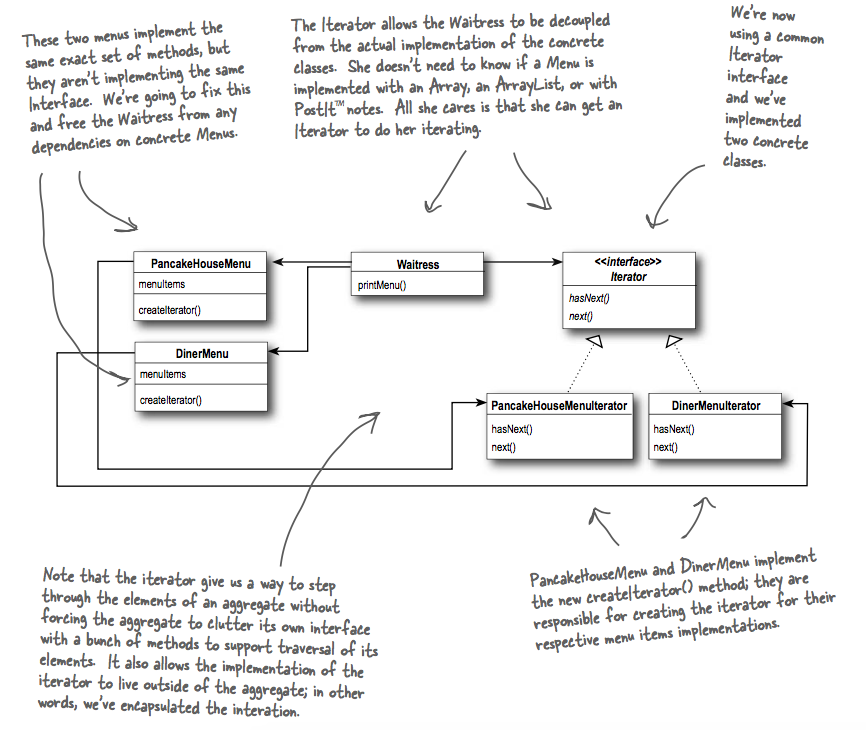 These two menus implement the
same exact set of methods, but
they aren't implementing the same
Interface. We're going to fix this
and free the Waitress from any
dependencies on concrete Menus.
The Iterator allows the Waitress to be decoupled
from the actual implementation of the concrete
classes. She doesn't need to know if a Menu is
implemented with an Array, an ArrayList, or with
PostIt™ notes. All she cares is that she can get an
Iterator to do her iterating.
We're now
using a common
Iterator
interface
and we've
implemented
two concrete
classes.
PancakeHouseMenu
menuItems
createIterator()
Waitress
printMenu()
<<interface>>
Iterator
hasNext()
next()
DinerMenu
menuItems
createIterator()
PancakeHouseMenuIterator
hasNext()
next()
DinerMenuIterator
hasNext()
next()
Note that the iterator give us a way to step
through the elements of an aggregate without
forcing the aggregate to clutter its own interface
with a bunch of methods to support traversal of its
elements. It also allows the implementation of the
iterator to live outside of the aggregate; in other
words, we've encapsulated the interation.
PancakeHouseMenu and DinerMenu implement
the new createIterator() method; they are
responsible for creating the iterator for their
respective menu items implementations.